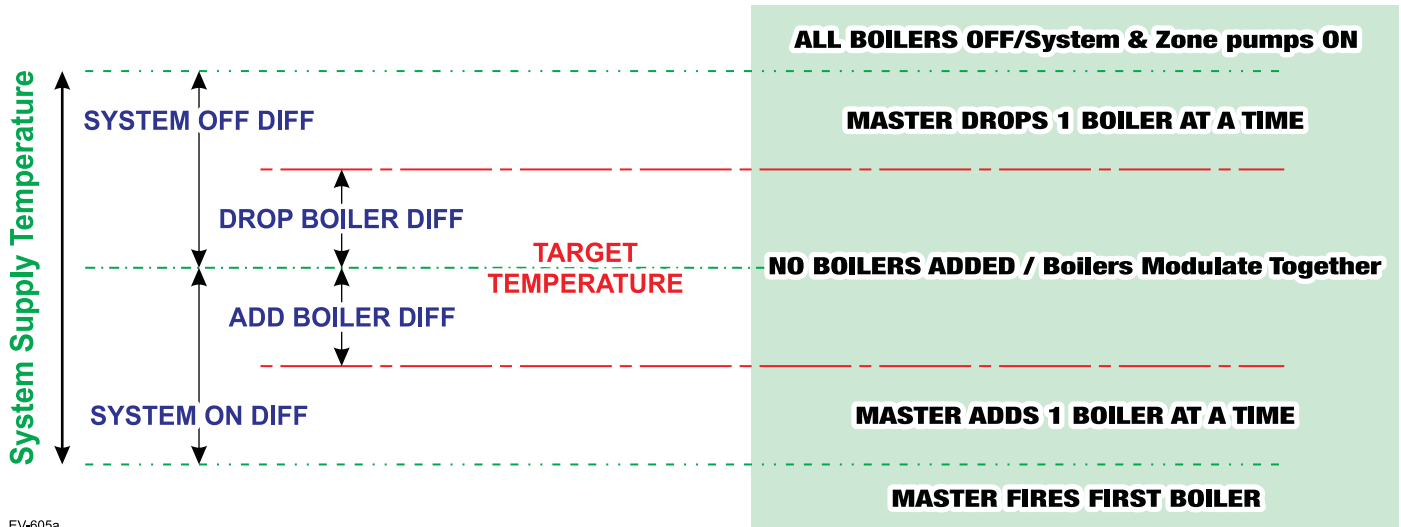 ALL BOILERS OFF/System & Zone pumps ON
System Supply Temperature
SYSTEM OFF DIFF
MASTER DROPS 1 BOILER AT A TIME
DROP BOILER DIFF
TARGET
TEMPERATURE
NO BOILERS ADDED / Boilers Modulate Together
ADD BOILER DIFF
SYSTEM ON DIFF
MASTER ADDS 1 BOILER AT A TIME
MASTER FIRES FIRST BOILER
EV-605a